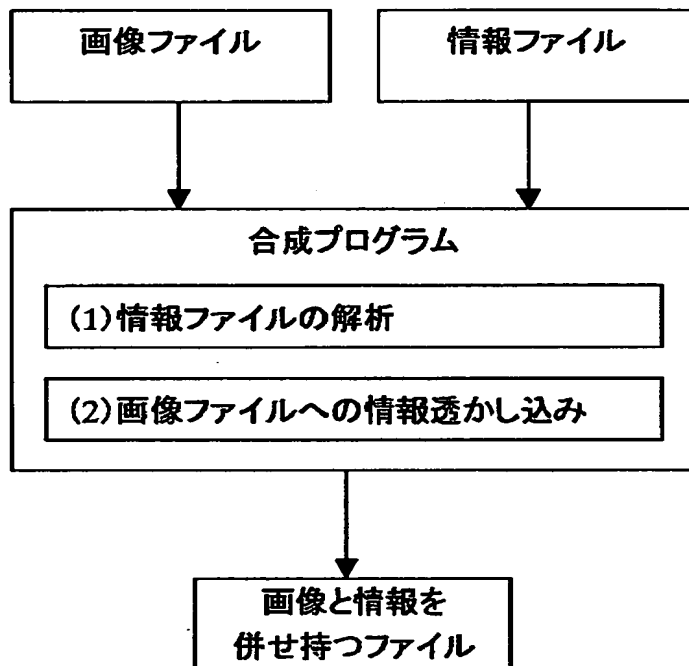 画像ファイル
情報ファイル
合成プログラム
(1)情報ファイルの解析
(2)画像ファイルへの情報透かし込み
画像と情報を
併せ持つファイル